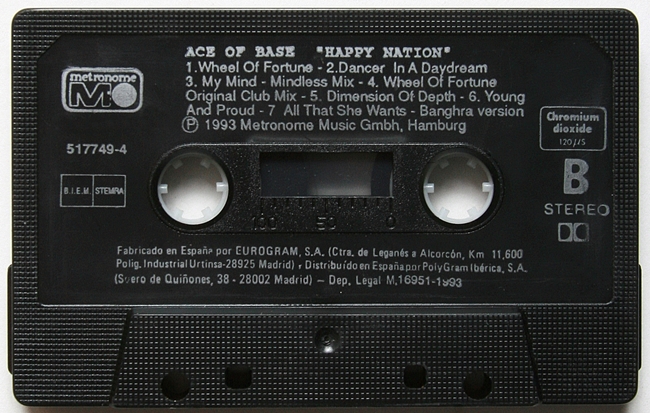 ACE OF BASE "HAPPY NATION"
1.Wheel Of Fortune - 2.Dancer In A Daydream
3. My Mind - Mindless Mix - 4. Wheel Of Fortune
Original Club Mix - 5. Dimension Of Depth - 6. Young
And Proud - 7 All That She Wants - Banghra version
Ⓟ 1993 Metronome Music Gmbh, Hamburg
metronome
M
517749-4
B.I.E.M. STEMRA
Chromium
dioxide
120 µs
B
STEREO
100 50 0
Fabricado en España por EUROGRAM, S.A. (Ctra. de Leganés a Alcorcón, Km 11,600
Polig. Industrial Urtinsa-28925 Madrid) y Distribuído en España por PolyGram Ibérica, S.A.
(Suero de Quiñones, 38 - 28002 Madrid) - Dep. Legal M.16951-1993